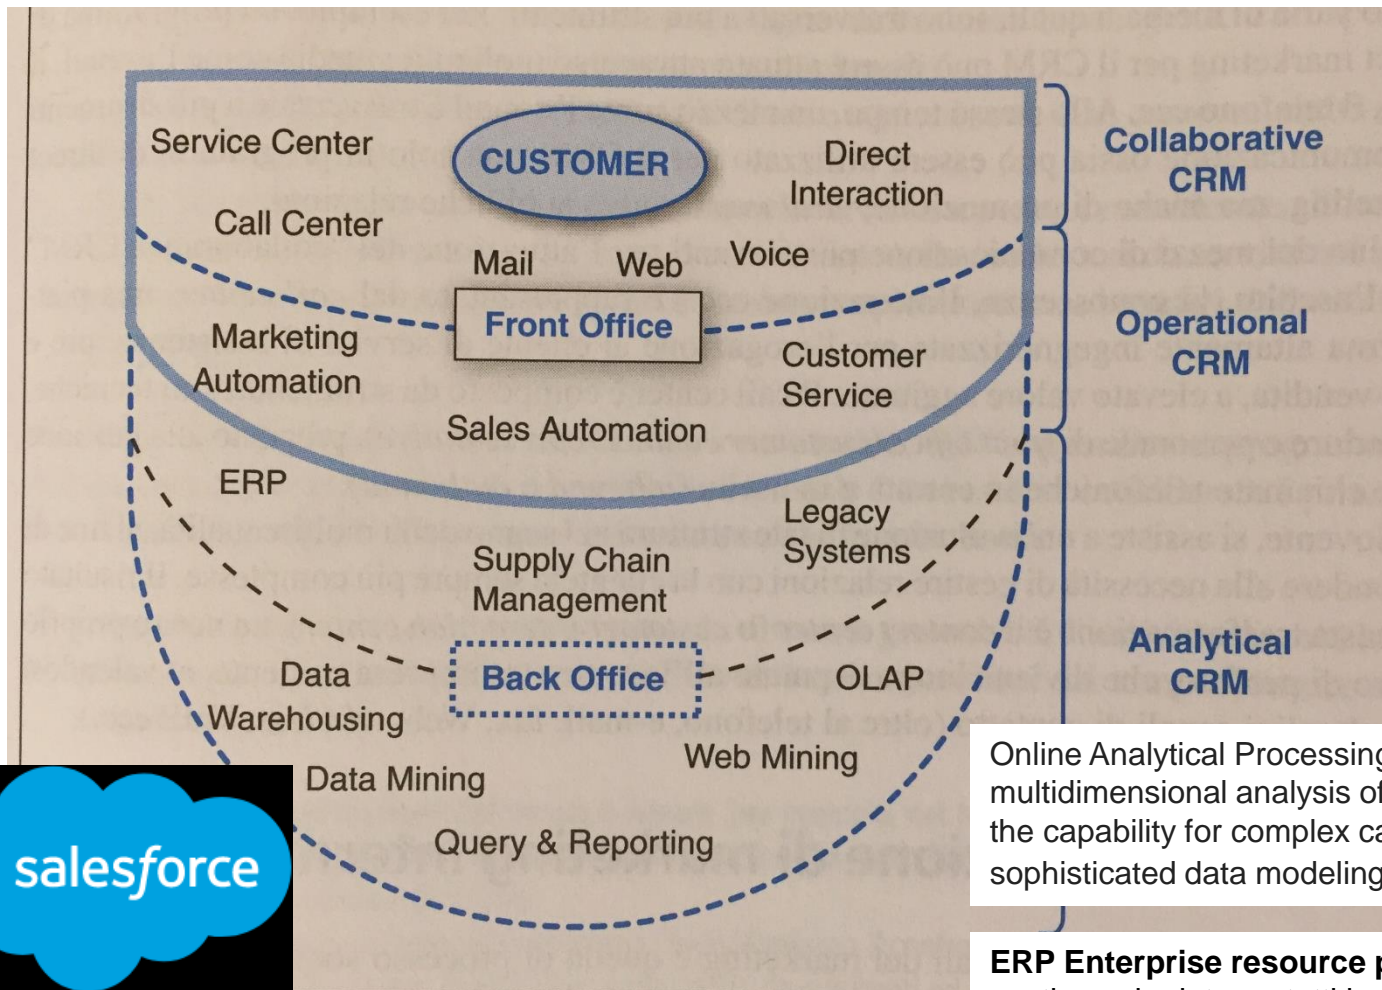 Service Center
CUSTOMER
Direct
Interaction
Collaborative
CRM
Call Center
Mail
Web
Voice
Front Office
Operational
CRM
Marketing
Automation
Customer
Service
Sales Automation
ERP
Legacy
Systems
Supply Chain
Management
Analytical
CRM
Data
Warehousing
Back Office
OLAP
Data Mining
Web Mining
Query & Reporting
salesforce
Online Analytical Processing
multidimensional analysis of
the capability for complex ca
sophisticated data modeling
ERP Enterprise resource p